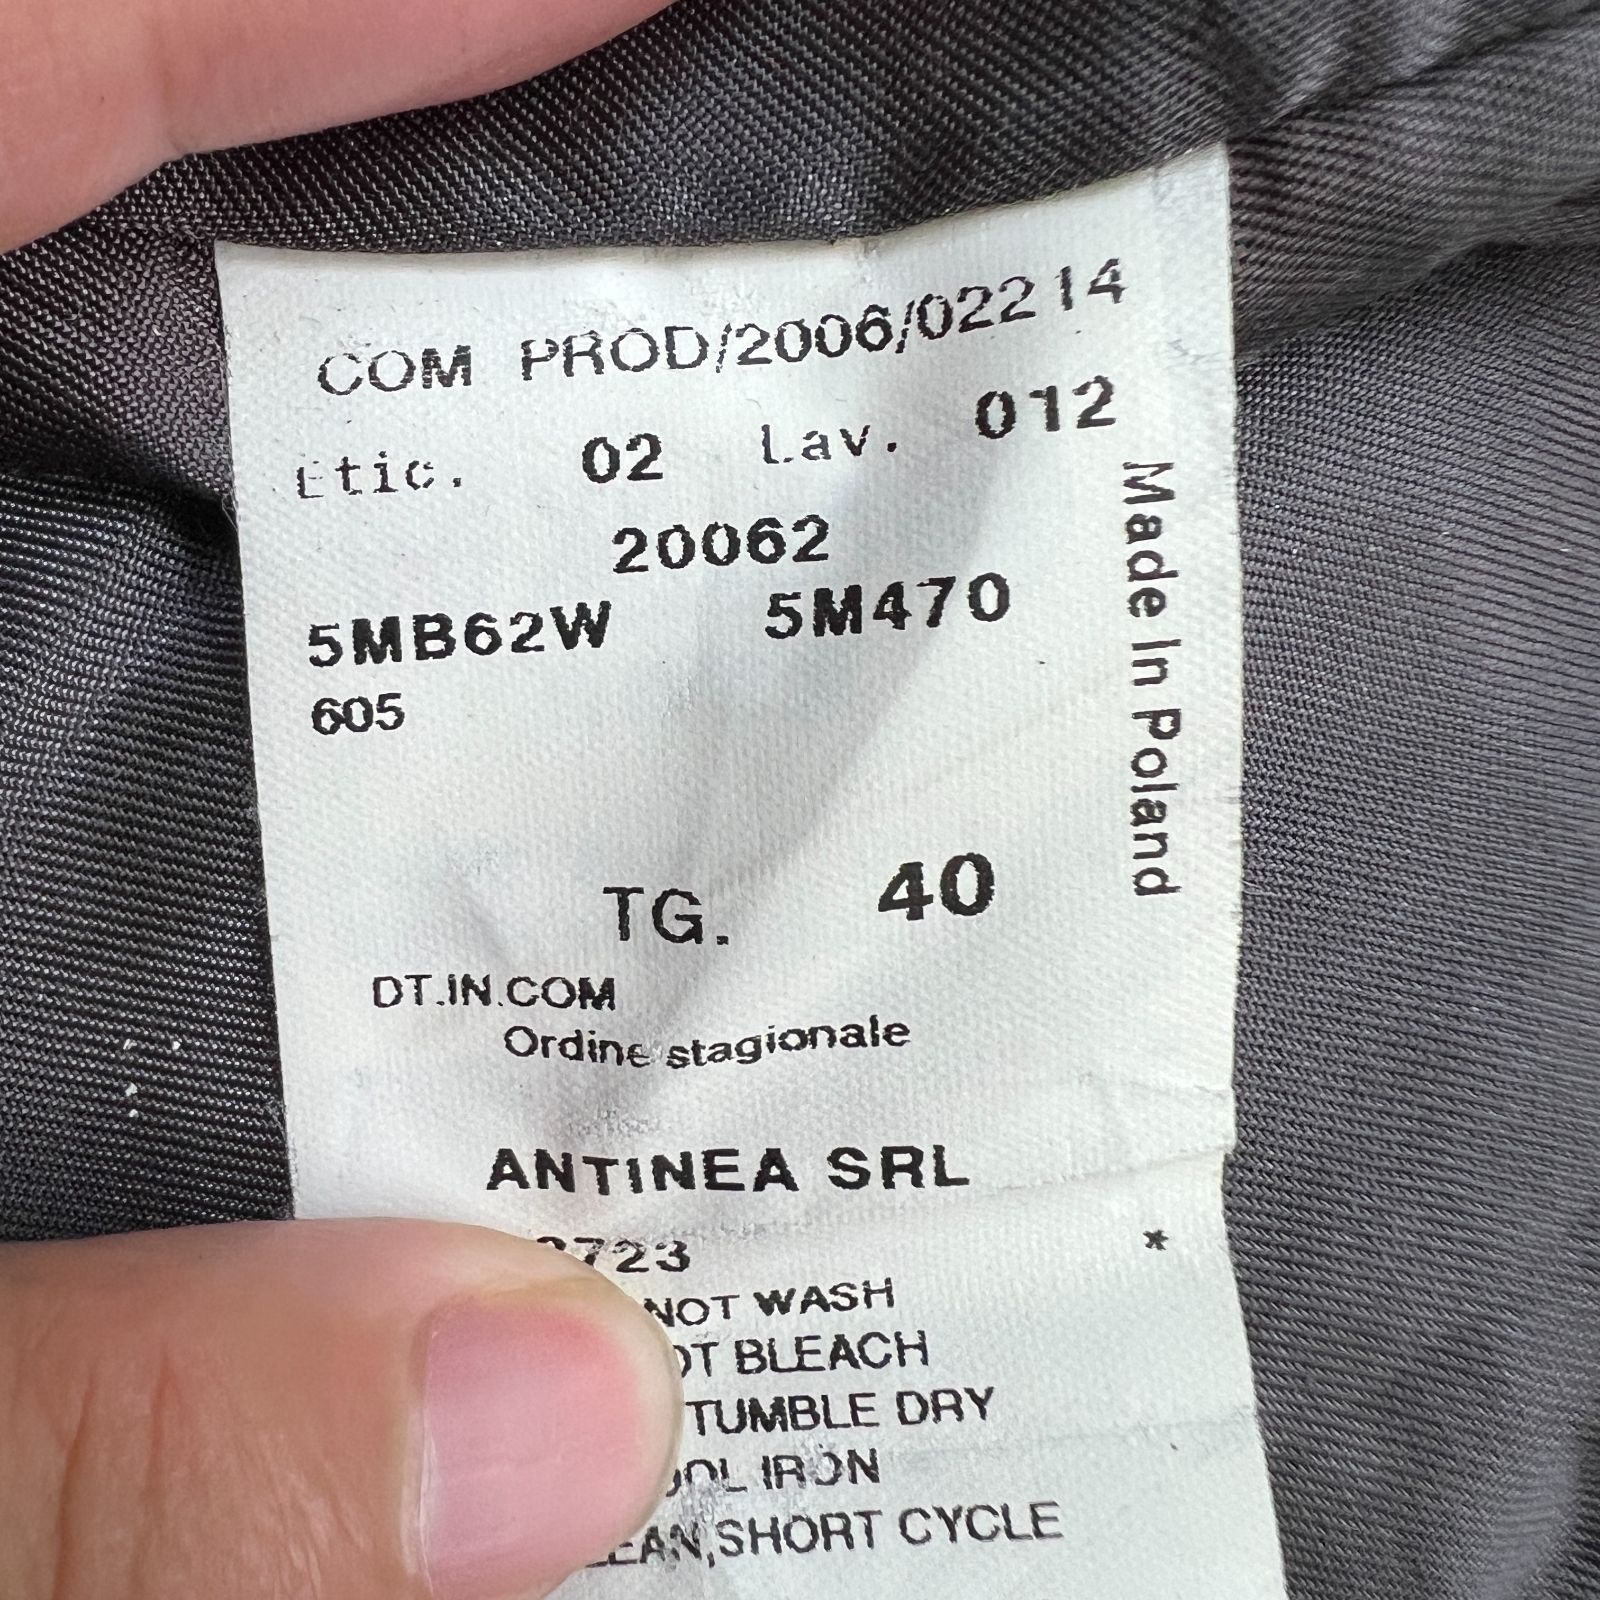 COM PROD/2006/02214
Etic. 02 Lav. 012
20062
5MB62W 5M470
605
Made In Poland
TG. 40
DT.IN.COM
Ordine stagionale
ANTINEA SRL
723
*
NOT WASH
BLEACH
TUMBLE DRY
IRON
SHORT CYCLE